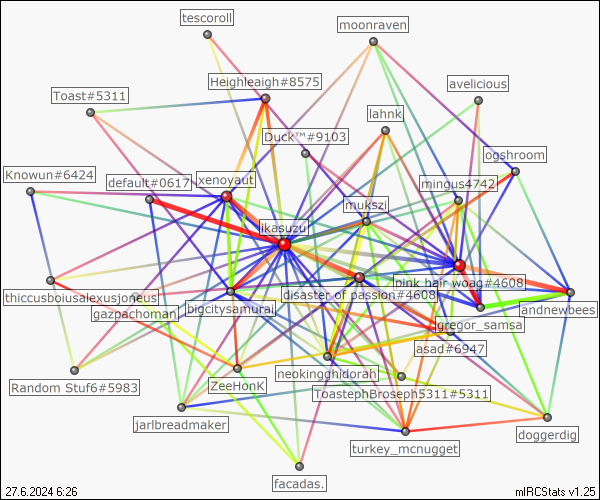 tescoroll
moonraven
Heighleaigh#8575
avelicious
Toast#5311
lahnk
Duck™#9103
ogshroom
Knowun#6424
xenoyaut
default#0617
mingus4742
mukszi
ikasuzu
pink hair woag#4608
thiccusboiusalexusjoneus
disaster of passion#4608
gazpachoman
bigcitysamurai
andnewbees
gregor_samsa
asad#6947
Random Stuf6#5983
ZeeHonK
neokingghidorah
ToastephBroseph5311#5311
jarlbreadmaker
doggerdig
turkey_mcnugget
facadas.
27.6.2024 6:26
mIRCStats v1.25